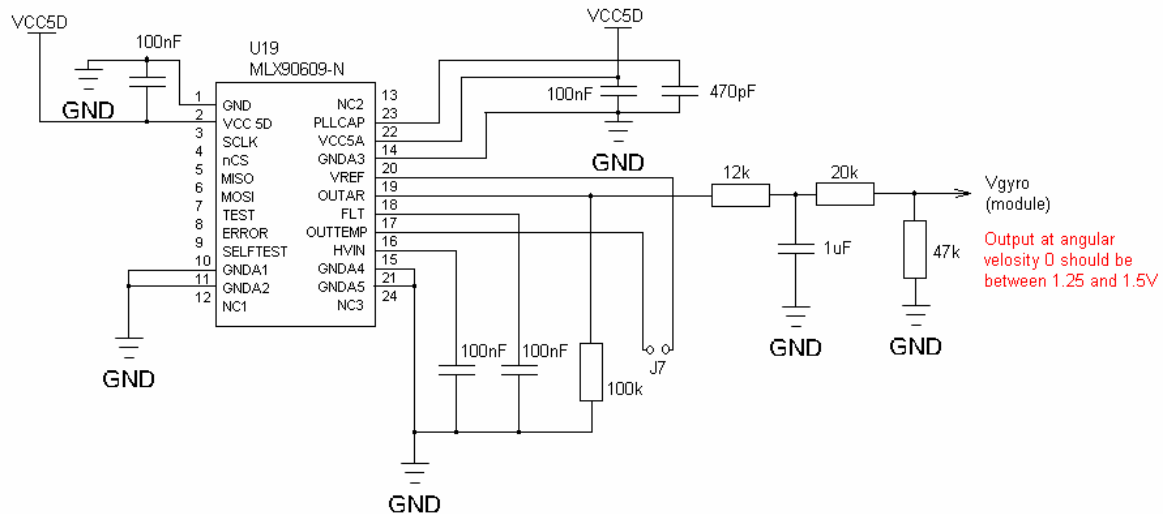 VCC5D
100nF
GND
U19
MLX90609-N
1 GND
2 VCC 5D
3 SCLK
4 nCS
5 MISO
6 MOSI
7 TEST
8 ERROR
9 SELFTEST
10 GNDA1
11 GNDA2
12 NC1
NC2 13
PLLCAP 23
VCC5A 22
GNDA3 14
VREF 20
OUTAR 19
FLT 18
OUTTEMP 17
HVIN 16
GNDA4 15
GNDA5 21
NC3 24
GND
VCC5D
100nF
470pF
GND
12k
20k
1uF
47k
GND
GND
Vgyro
(module)
Output at angular
velosity 0 should be
between 1.25 and 1.5V
100nF
100nF
100k
J7
GND